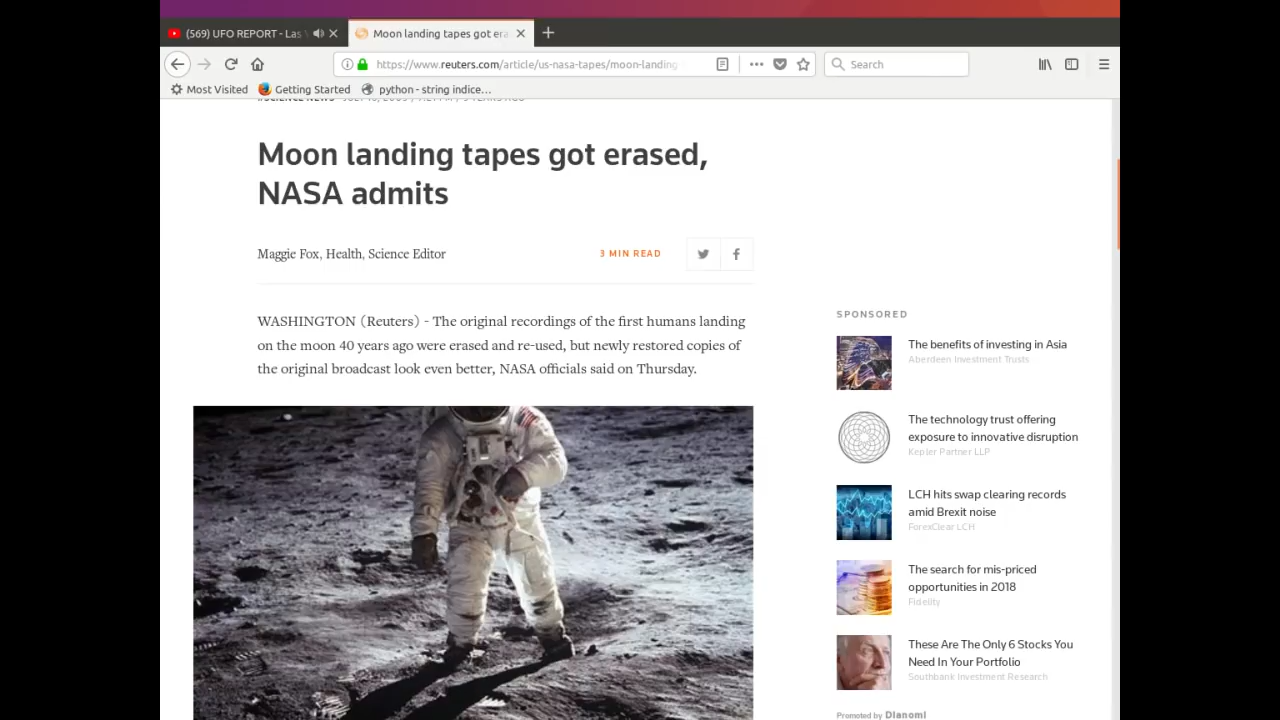 (569) UFO REPORT - Las
Moon landing tapes got era
https://www.reuters.com/article/us-nasa-tapes/moon-landing
Search
Most Visited
Getting Started
python - string indice...
Moon landing tapes got erased,
NASA admits
Maggie Fox, Health, Science Editor
3 MIN READ
WASHINGTON (Reuters) - The original recordings of the first humans landing
on the moon 40 years ago were erased and re-used, but newly restored copies of
the original broadcast look even better, NASA officials said on Thursday.
SPONSORED
The benefits of investing in Asia
Aberdeen Investment Trusts
The technology trust offering
exposure to innovative disruption
Kepler Partner LLP
LCH hits swap clearing records
amid Brexit noise
ForexClear LCH
The search for mis-priced
opportunities in 2018
Fidelity
These Are The Only 6 Stocks You
Need In Your Portfolio
Southbank Investment Research
Promoted by Dianomi